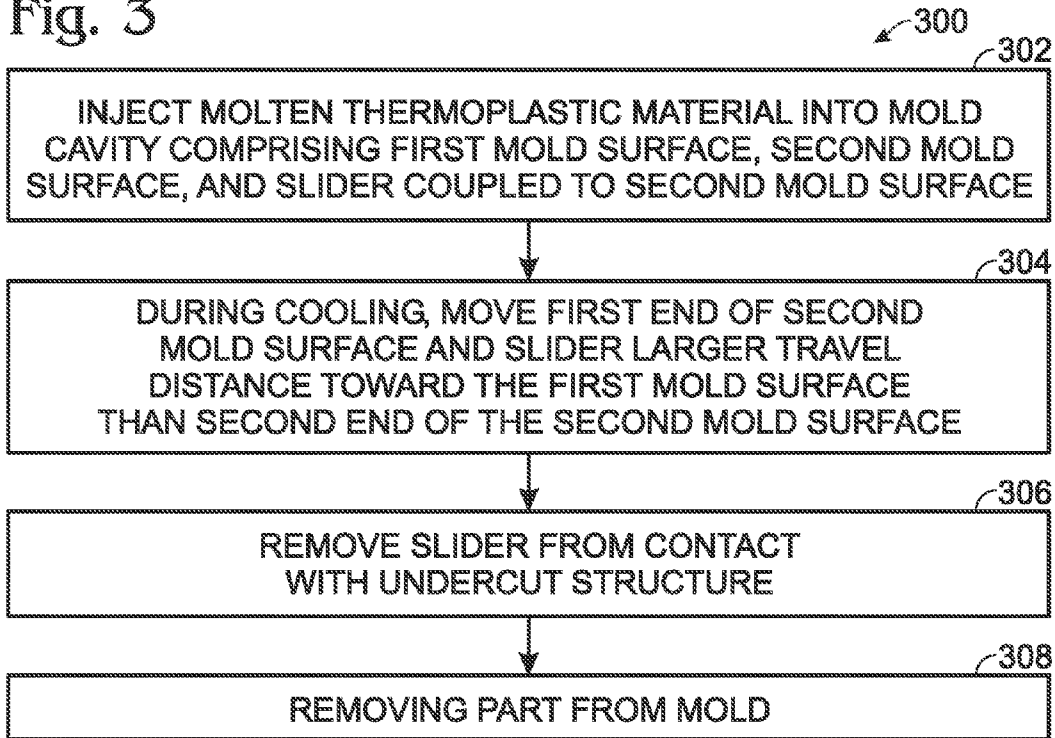 Fig. 3
300
302
INJECT MOLTEN THERMOPLASTIC MATERIAL INTO MOLD
CAVITY COMPRISING FIRST MOLD SURFACE, SECOND MOLD
SURFACE, AND SLIDER COUPLED TO SECOND MOLD SURFACE
304
DURING COOLING, MOVE FIRST END OF SECOND
MOLD SURFACE AND SLIDER LARGER TRAVEL
DISTANCE TOWARD THE FIRST MOLD SURFACE
THAN SECOND END OF THE SECOND MOLD SURFACE
306
REMOVE SLIDER FROM CONTACT
WITH UNDERCUT STRUCTURE
308
REMOVING PART FROM MOLD